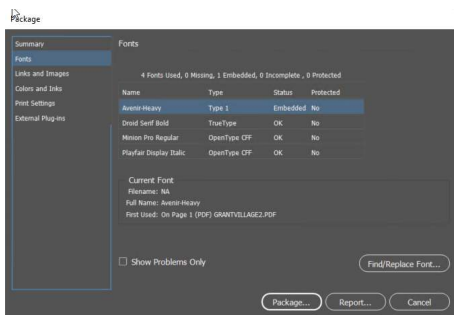 Package
Summary
Fonts
Links and Images
Colors and Inks
Print Settings
External Plug-ins
Fonts
4 Fonts Used, 0 Missing, 1 Embedded, 0 Incomplete , 0 Protected
Name Type Status Protected
Avenir-Heavy Type 1 Embedded No
Droid Serif Bold TrueType OK No
Minion Pro Regular OpenType CFF OK No
Playfair Display Italic OpenType CFF OK No
Current Font
Filename: NA
Full Name: Avenir-Heavy
First Used: On Page 1 (PDF) GRANTVILLAGE2.PDF
Show Problems Only
Find/Replace Font...
Package... Report... Cancel